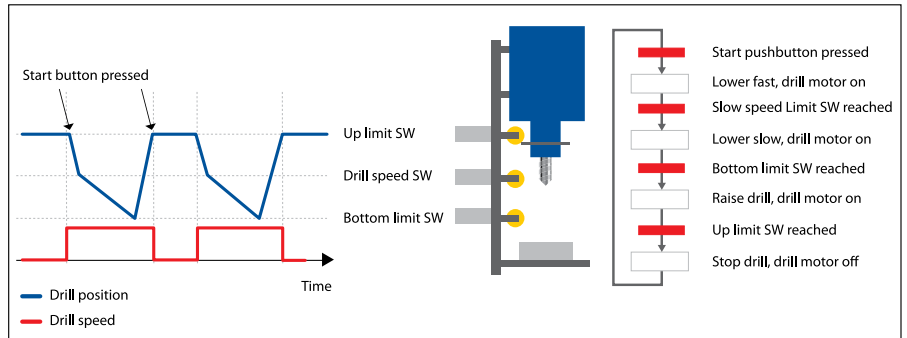 Start button pressed
Up limit SW
Drill speed SW
Bottom limit SW
Time
Drill position
Drill speed
Start pushbutton pressed
Lower fast, drill motor on
Slow speed Limit SW reached
Lower slow, drill motor on
Bottom limit SW reached
Raise drill, drill motor on
Up limit SW reached
Stop drill, drill motor off